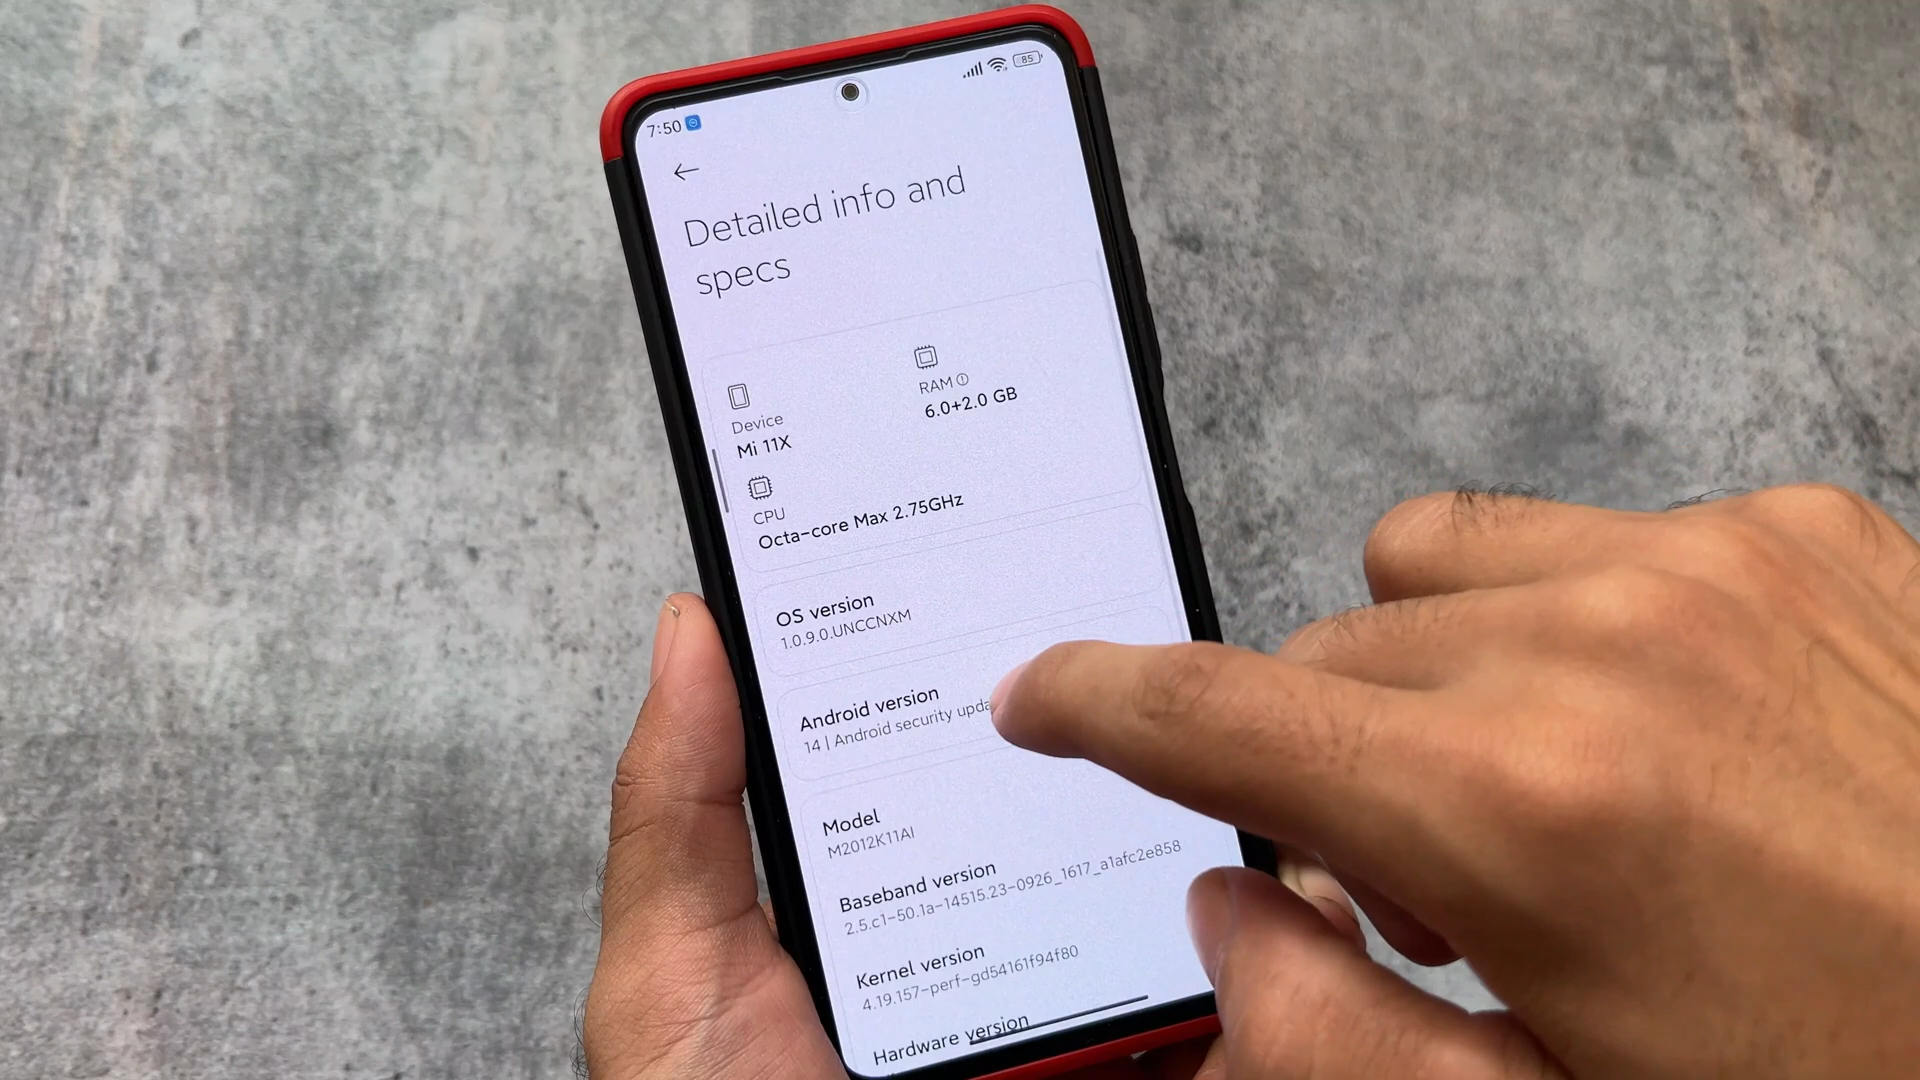 7:50
85
Detailed info and
specs
Device
Mi 11X
RAM
6.0+2.0 GB
CPU
Octa-core Max 2.75GHz
OS version
1.0.9.0.UNCCNXM
Android version
14 | Android security
Model
M2012K11AI
Baseband version
2.5.c1-50.1a-14515.23-0926_1617_a1afc2e858
Kernel version
4.19.157-perf-gd54161f94f80
Hardware version